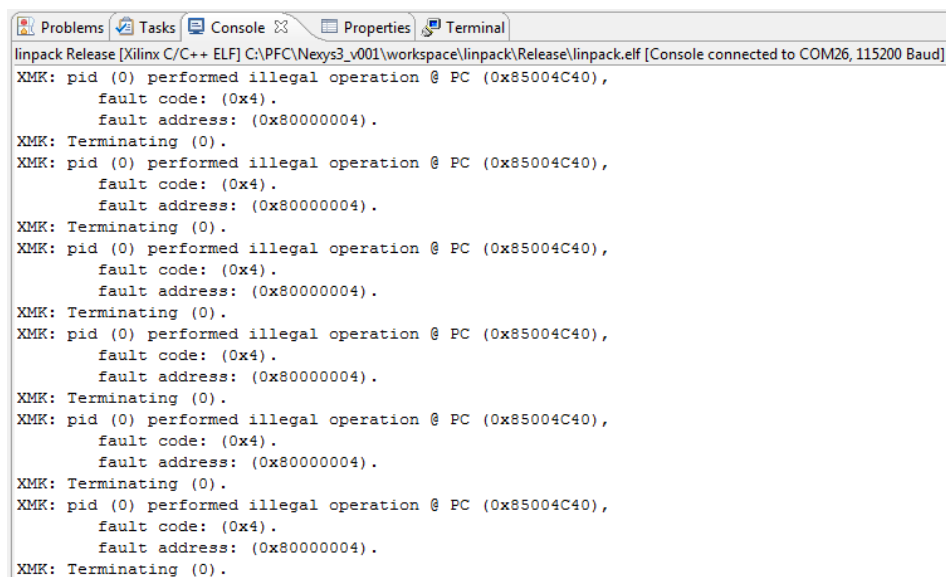 Problems Tasks Console Properties Terminal
linpack Release [Xilinx C/C++ ELF] C:\PFC\Nexys3_v001\workspace\linpack\Release\linpack.elf [Console connected to COM26, 115200 Baud]
XMK: pid (0) performed illegal operation @ PC (0x85004C40),
fault code: (0x4).
fault address: (0x80000004).
XMK: Terminating (0).
XMK: pid (0) performed illegal operation @ PC (0x85004C40),
fault code: (0x4).
fault address: (0x80000004).
XMK: Terminating (0).
XMK: pid (0) performed illegal operation @ PC (0x85004C40),
fault code: (0x4).
fault address: (0x80000004).
XMK: Terminating (0).
XMK: pid (0) performed illegal operation @ PC (0x85004C40),
fault code: (0x4).
fault address: (0x80000004).
XMK: Terminating (0).
XMK: pid (0) performed illegal operation @ PC (0x85004C40),
fault code: (0x4).
fault address: (0x80000004).
XMK: Terminating (0).
XMK: pid (0) performed illegal operation @ PC (0x85004C40),
fault code: (0x4).
fault address: (0x80000004).
XMK: Terminating (0).